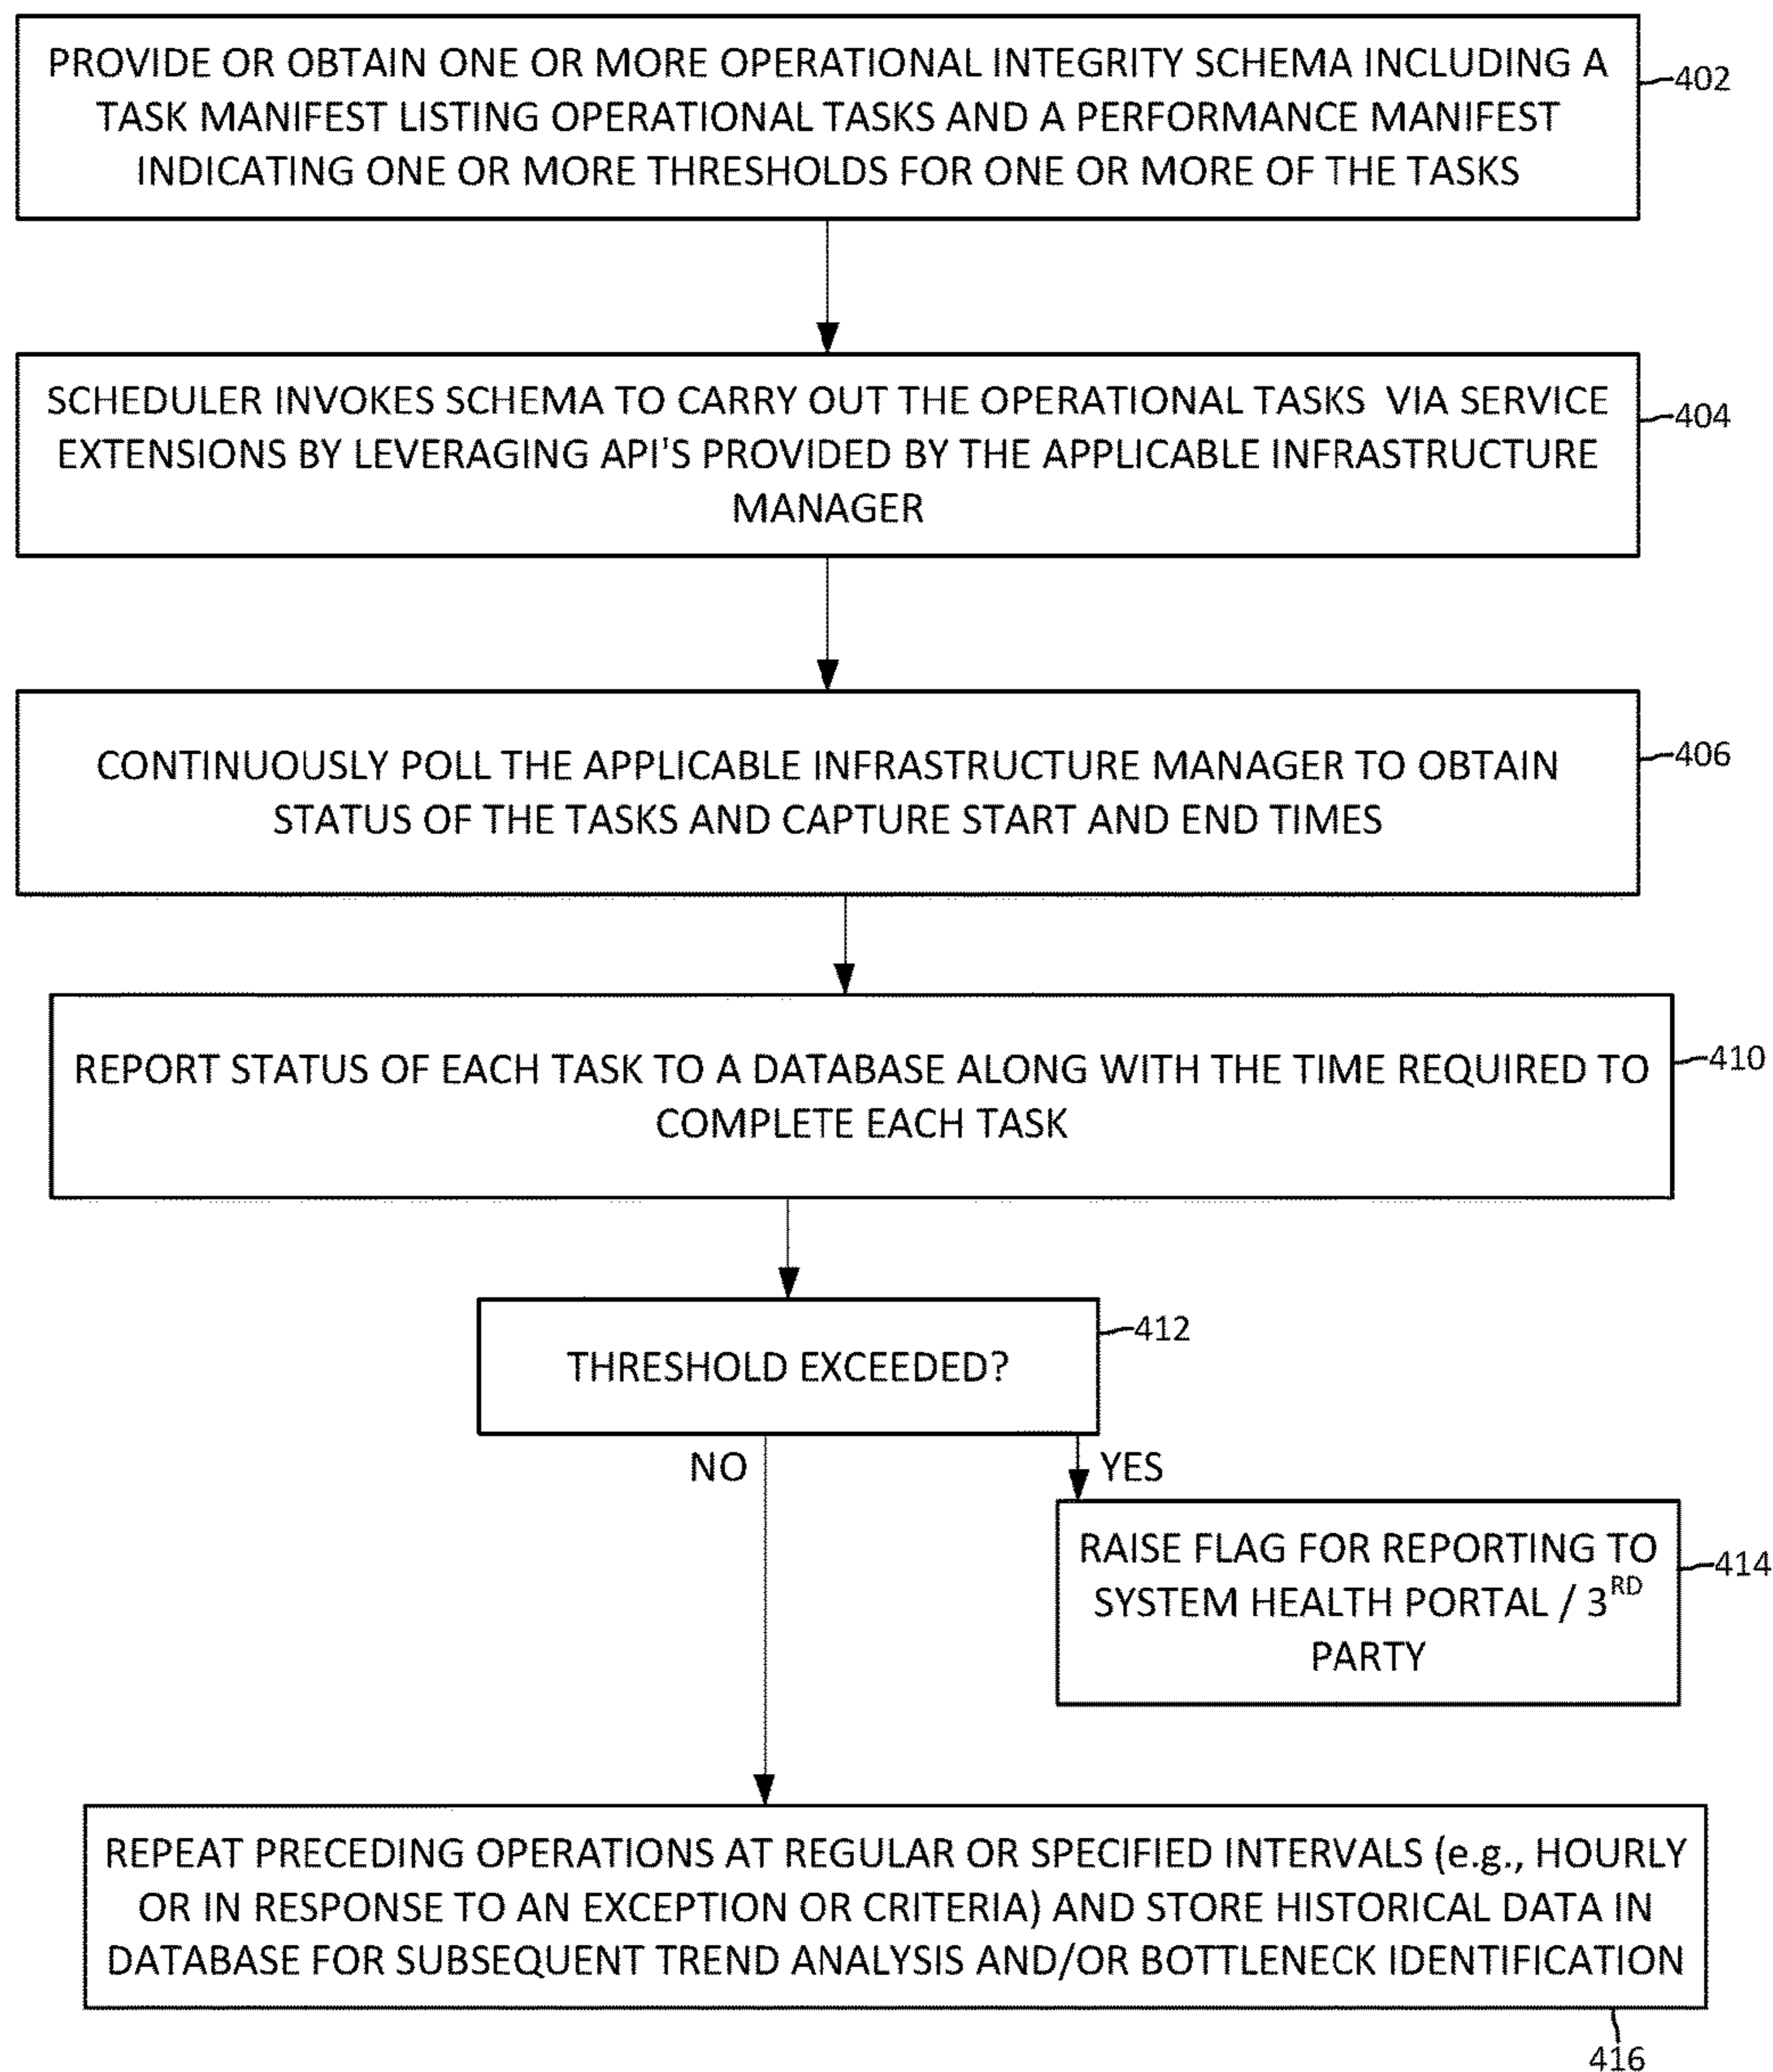 PROVIDE OR OBTAIN ONE OR MORE OPERATIONAL INTEGRITY SCHEMA INCLUDING A
TASK MANIFEST LISTING OPERATIONAL TASKS AND A PERFORMANCE MANIFEST
INDICATING ONE OR MORE THRESHOLDS FOR ONE OR MORE OF THE TASKS
402
SCHEDULER INVOKES SCHEMA TO CARRY OUT THE OPERATIONAL TASKS VIA SERVICE
EXTENSIONS BY LEVERAGING API'S PROVIDED BY THE APPLICABLE INFRASTRUCTURE
MANAGER
404
CONTINUOUSLY POLL THE APPLICABLE INFRASTRUCTURE MANAGER TO OBTAIN
STATUS OF THE TASKS AND CAPTURE START AND END TIMES
406
REPORT STATUS OF EACH TASK TO A DATABASE ALONG WITH THE TIME REQUIRED TO
COMPLETE EACH TASK
410
THRESHOLD EXCEEDED?
412
NO
YES
RAISE FLAG FOR REPORTING TO
SYSTEM HEALTH PORTAL / 3RD
PARTY
414
REPEAT PRECEDING OPERATIONS AT REGULAR OR SPECIFIED INTERVALS (e.g., HOURLY
OR IN RESPONSE TO AN EXCEPTION OR CRITERIA) AND STORE HISTORICAL DATA IN
DATABASE FOR SUBSEQUENT TREND ANALYSIS AND/OR BOTTLENECK IDENTIFICATION
416